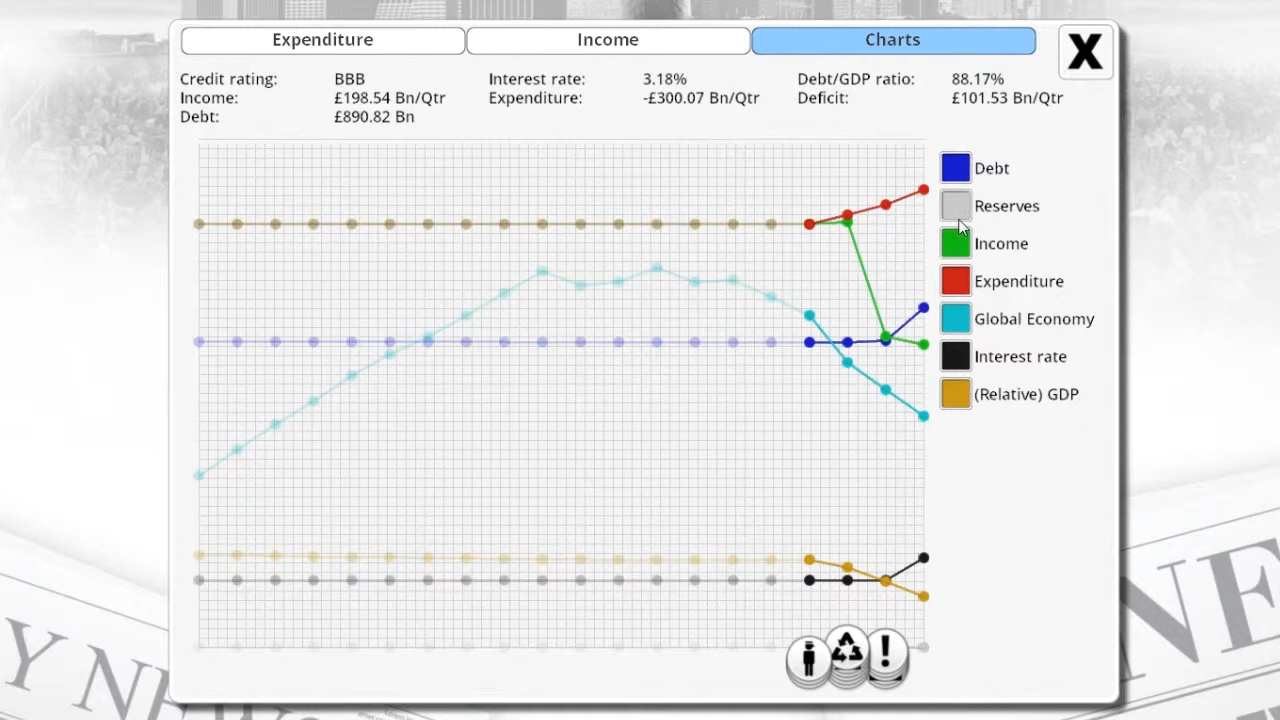 Expenditure Income Charts X
Credit rating: BBB Interest rate: 3.18% Debt/GDP ratio: 88.17%
Income: £198.54 Bn/Qtr Expenditure: -£300.07 Bn/Qtr Deficit: £101.53 Bn/Qtr
Debt: £890.82 Bn
Debt
Reserves
Income
Expenditure
Global Economy
Interest rate
(Relative) GDP
!
Y NEWS
NE